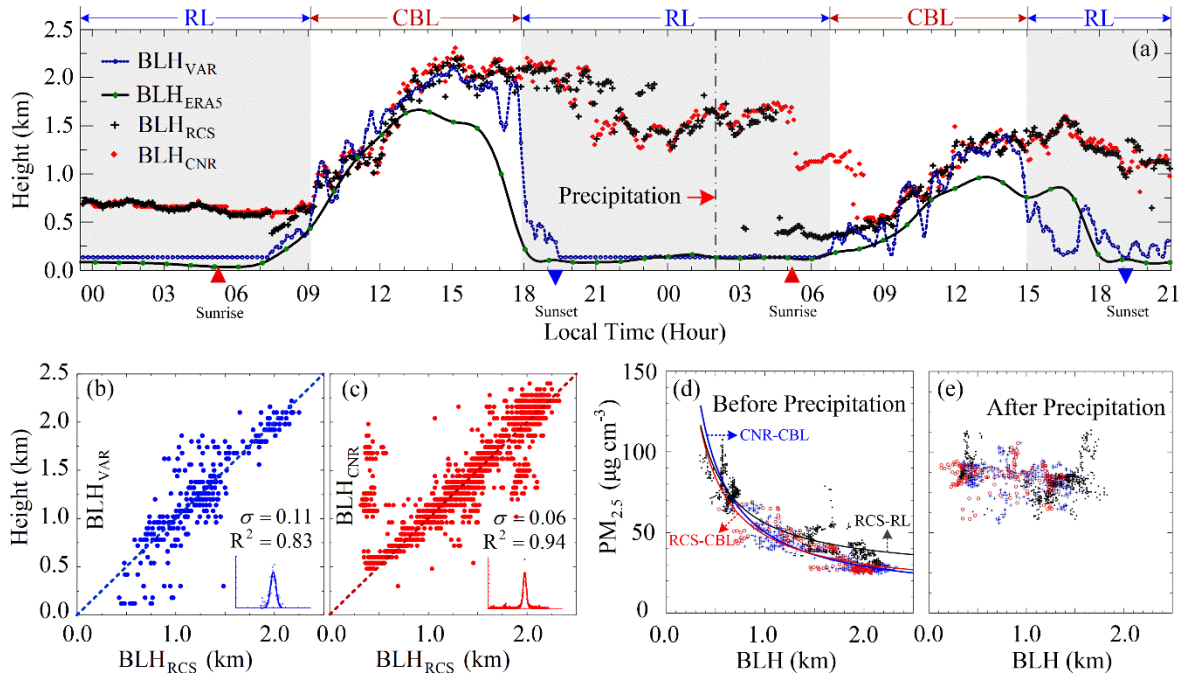 RL CBL RL CBL RL
2.5
2.0
1.5
1.0
0.5
0.0
Height (km)
(a)
BLH_VAR
BLH_ERA5
BLH_RCS
BLH_CNR
Precipitation
00 03 06 09 12 15 18 21 00 03 06 09 12 15 18 21
Sunrise Sunset Sunrise Sunset
Local Time (Hour)
2.5
2.0
1.5
1.0
0.5
0.0
Height (km)
(b)
BLH_VAR
σ = 0.11
R² = 0.83
0.0 1.0 2.0
BLH_RCS (km)
(c)
BLH_CNR
σ = 0.06
R² = 0.94
0.0 1.0 2.0
BLH_RCS (km)
150
100
50
0
PM₂.₅ (μg cm⁻³)
(d)
Before Precipitation
CNR-CBL
RCS-RL
RCS-CBL
0.0 1.0 2.0
BLH (km)
(e)
After Precipitation
0.0 1.0 2.0
BLH (km)